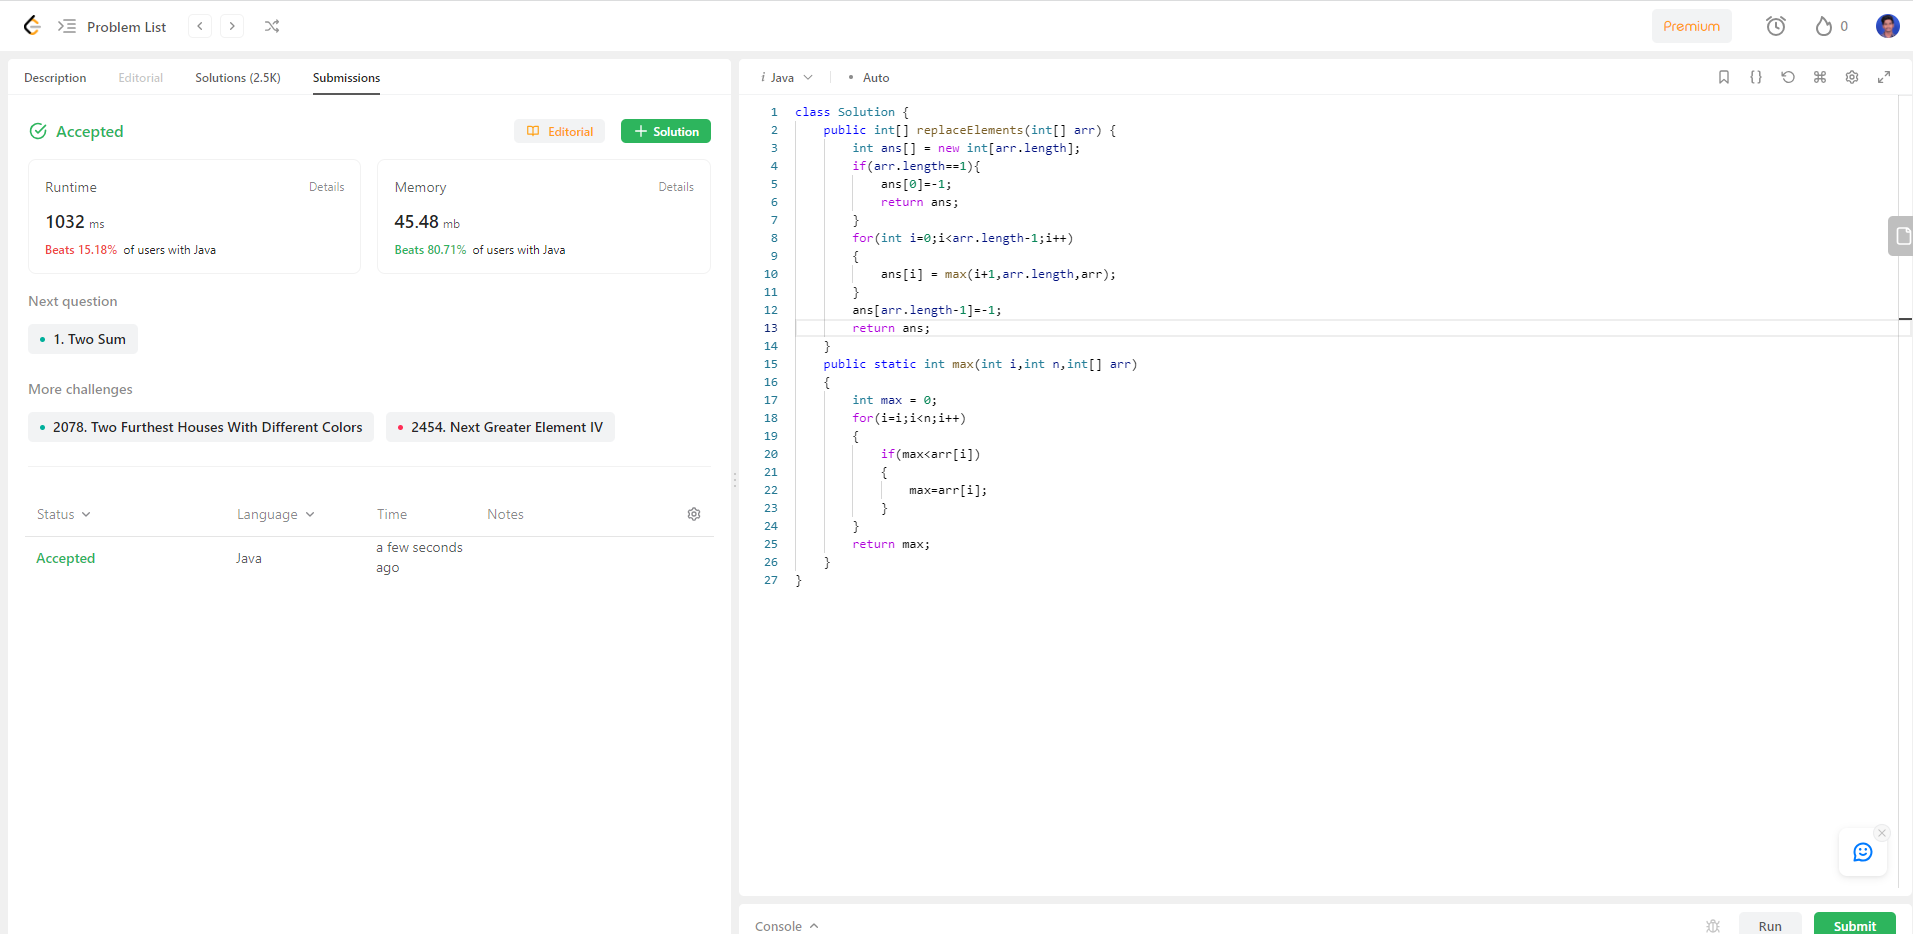 Problem List
Premium
0
Description Editorial Solutions (2.5K) Submissions
Accepted
Editorial
Solution
Runtime Details
1032 ms
Beats 15.18% of users with Java
Memory Details
45.48 mb
Beats 80.71% of users with Java
Next question
1. Two Sum
More challenges
2078. Two Furthest Houses With Different Colors
2454. Next Greater Element IV
Status Language Time Notes
Accepted Java a few seconds
ago
i Java • Auto
1 class Solution {
2 public int[] replaceElements(int[] arr) {
3 int ans[] = new int[arr.length];
4 if(arr.length==1){
5 ans[0]=-1;
6 return ans;
7 }
8 for(int i=0;i<arr.length-1;i++)
9 {
10 ans[i] = max(i+1,arr.length,arr);
11 }
12 ans[arr.length-1]=-1;
13 return ans;
14 }
15 public static int max(int i,int n,int[] arr)
16 {
17 int max = 0;
18 for(i=i;i<n;i++)
19 {
20 if(max<arr[i])
21 {
22 max=arr[i];
23 }
24 }
25 return max;
26 }
27 }
Console
Run
Submit